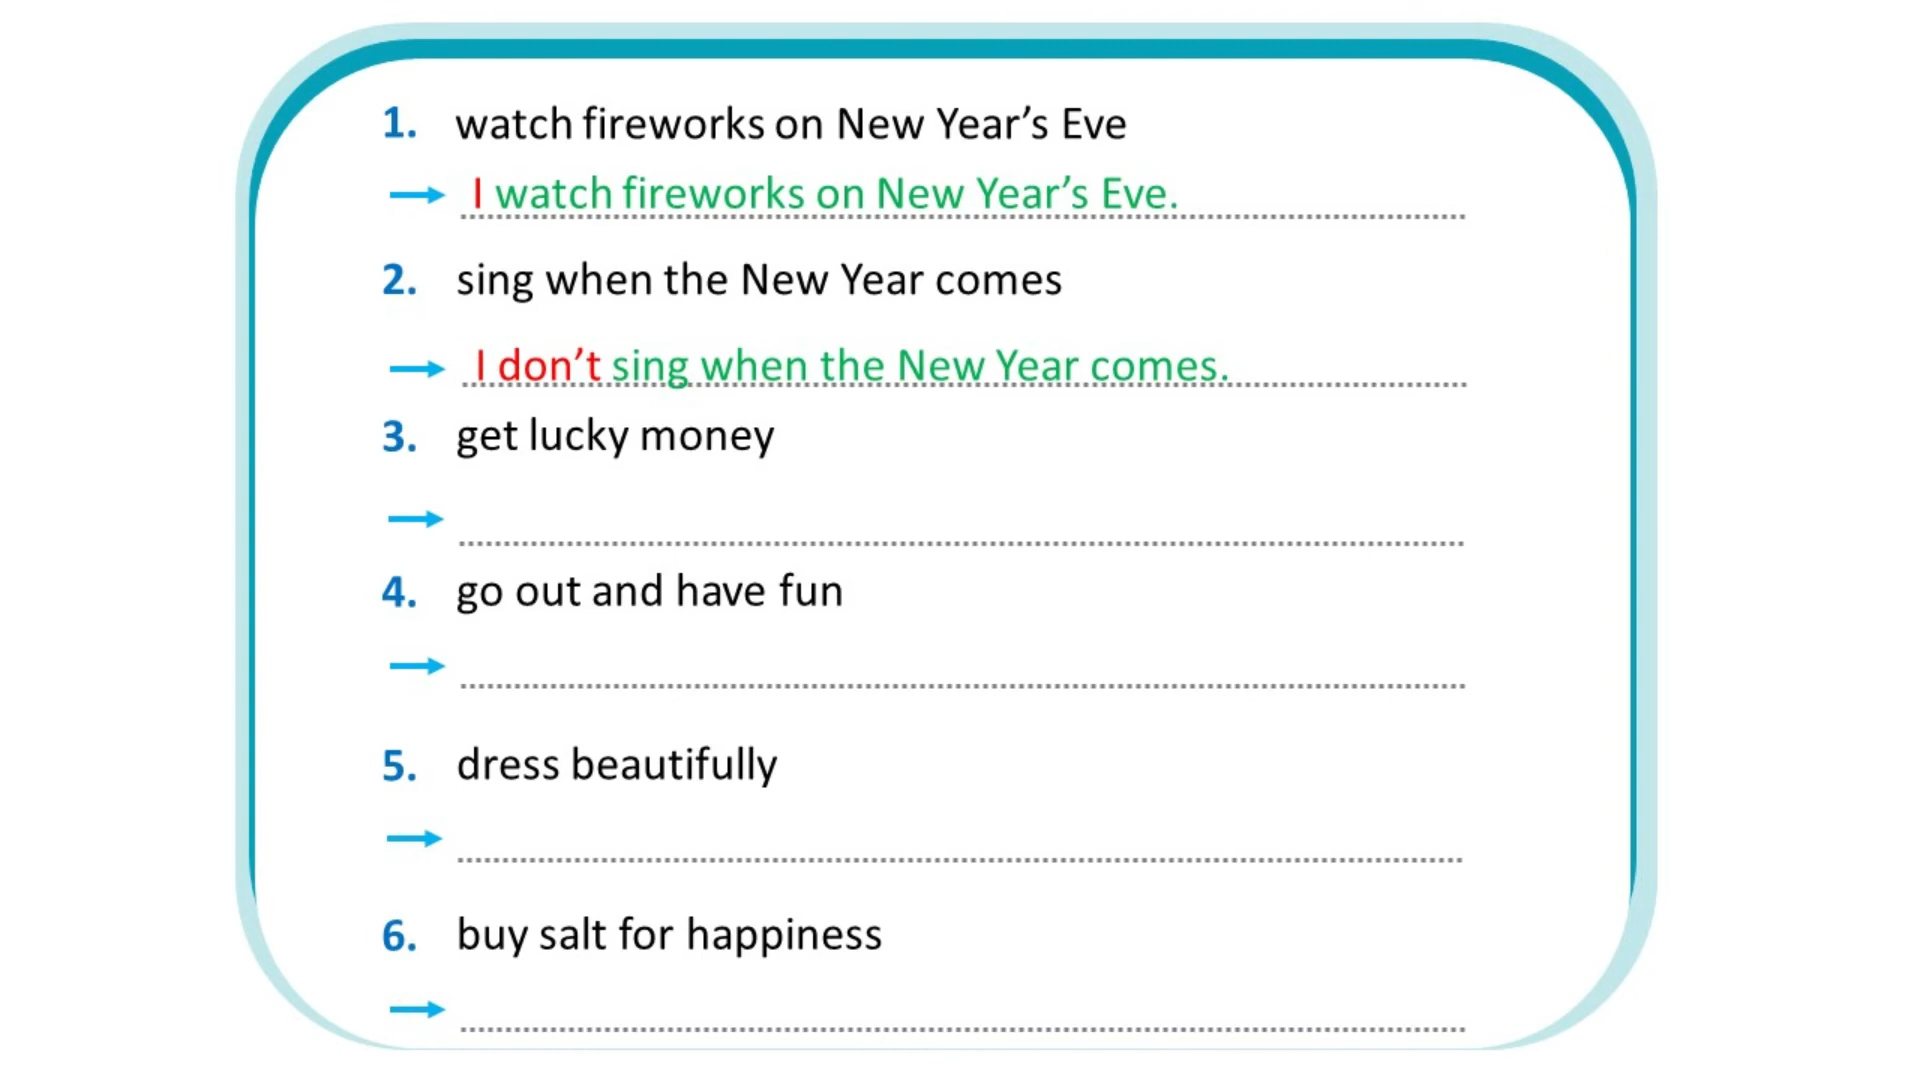 1. watch fireworks on New Year’s Eve
I watch fireworks on New Year’s Eve.
2. sing when the New Year comes
I don’t sing when the New Year comes.
3. get lucky money
4. go out and have fun
5. dress beautifully
6. buy salt for happiness